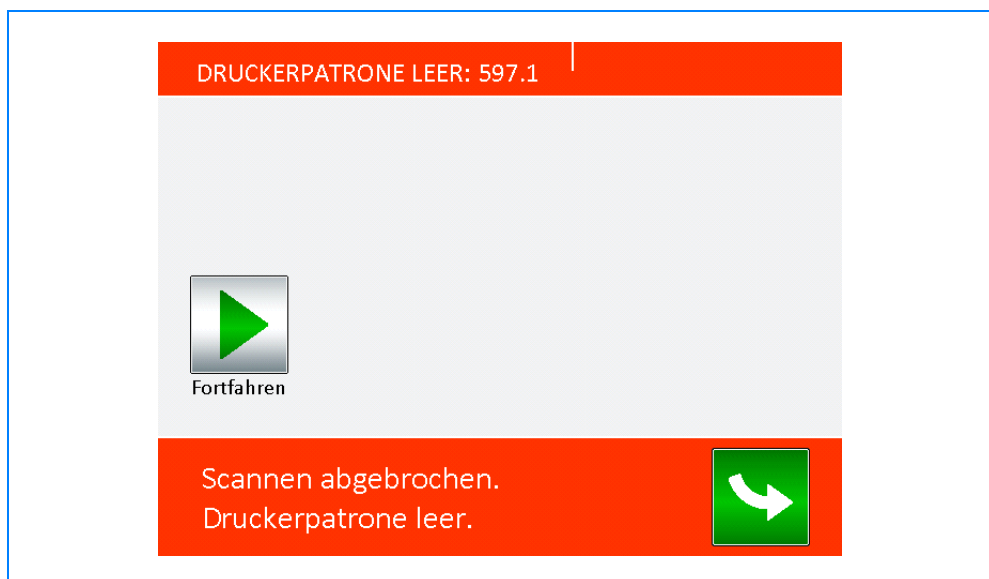 DRUCKERPATRONE LEER: 597.1
Fortfahren
Scannen abgebrochen.
Druckerpatrone leer.